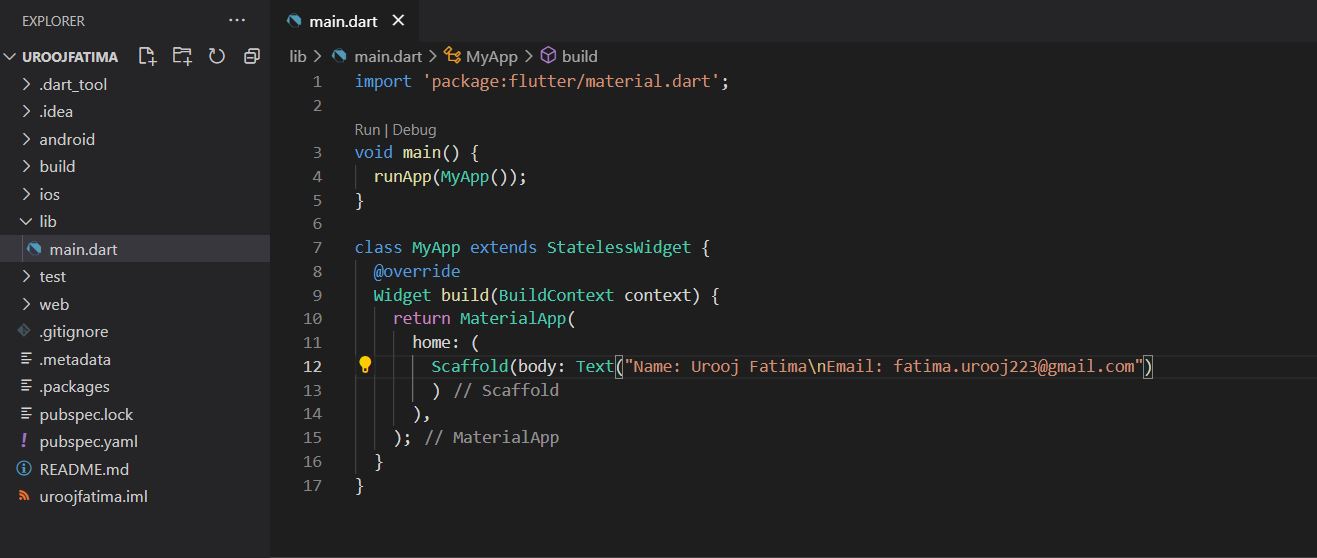 EXPLORER
...
UROOJFATIMA
.dart_tool
.idea
android
build
ios
lib
main.dart
test
web
.gitignore
.metadata
.packages
pubspec.lock
pubspec.yaml
README.md
uroojfatima.iml
main.dart
lib > main.dart > MyApp > build
1 import 'package:flutter/material.dart';
2
Run | Debug
3 void main() {
4   runApp(MyApp());
5 }
6
7 class MyApp extends StatelessWidget {
8   @override
9   Widget build(BuildContext context) {
10     return MaterialApp(
11       home: (
12         Scaffold(body: Text("Name: Urooj Fatima\nEmail: fatima.urooj223@gmail.com")
13         ) // Scaffold
14       ),
15     ); // MaterialApp
16   }
17 }